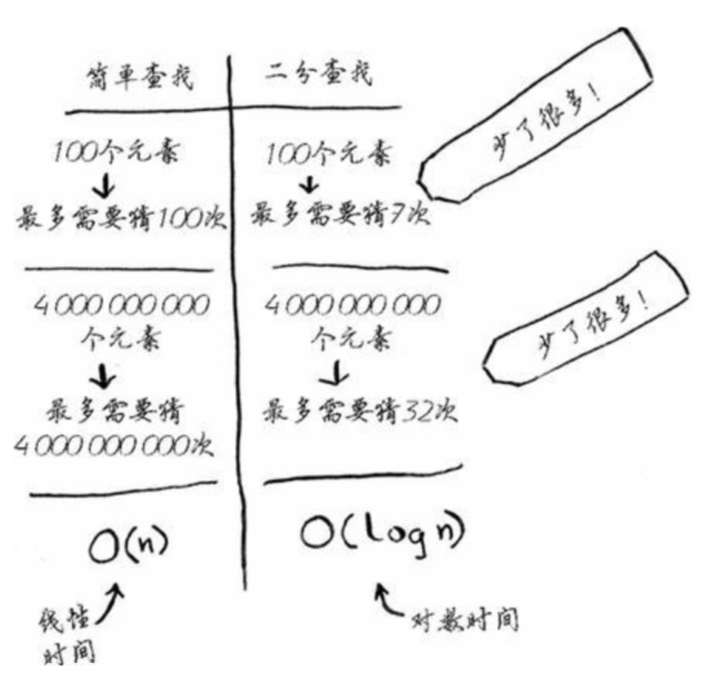 简单查找
二分查找
100个元素
最多需要猜100次
100个元素
最多需要猜7次
少了很多!
4 000 000 000
个元素
最多需要猜
4 000 000 000次
4 000 000 000
个元素
最多需要猜32次
少了很多!
O(n)
线性
时间
O(log n)
对数时间